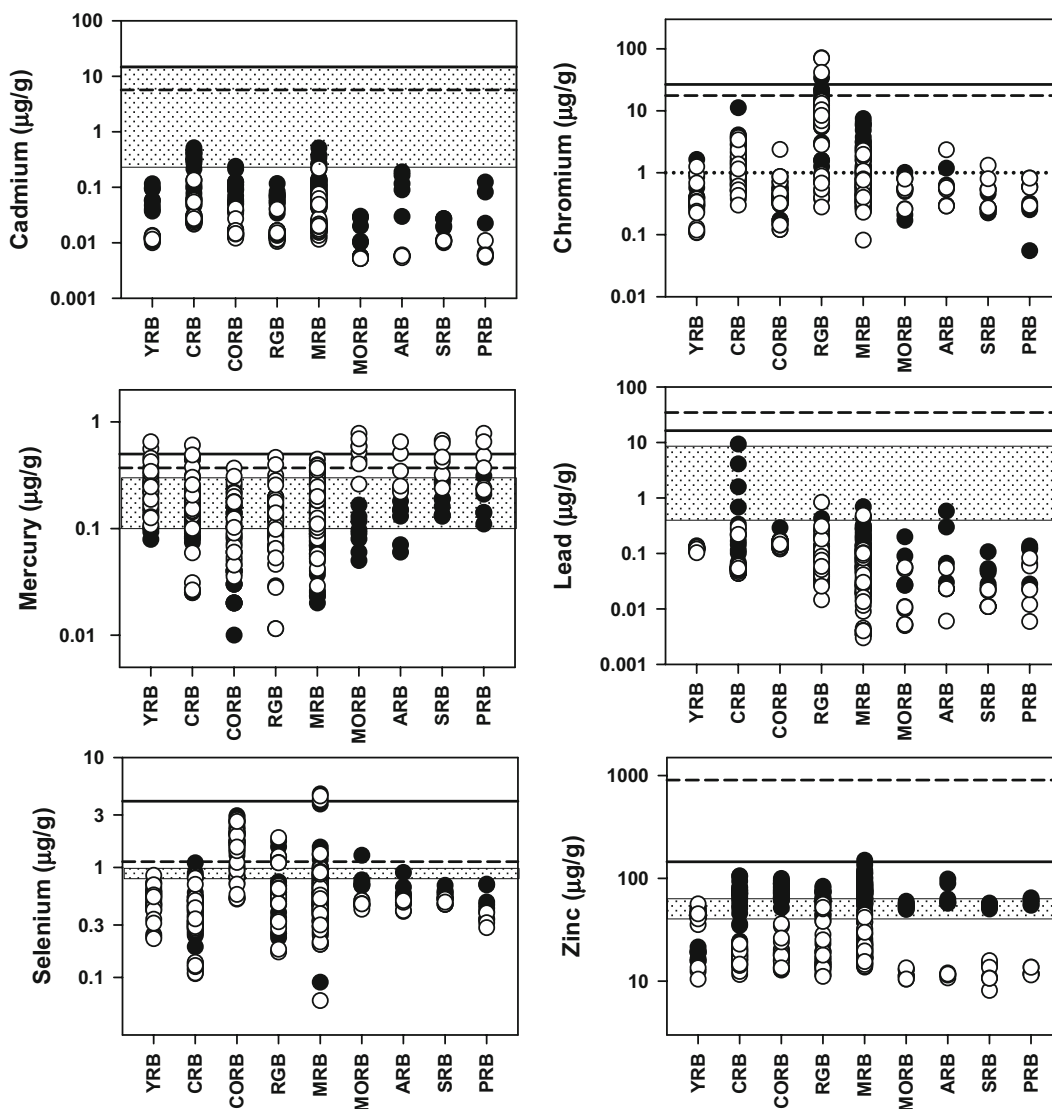 Cadmium (µg/g)
100
10
1
0.1
0.01
0.001
YRB
CRB
CORB
RGB
MRB
MORB
ARB
SRB
PRB
Chromium (µg/g)
100
10
1
0.1
0.01
YRB
CRB
CORB
RGB
MRB
MORB
ARB
SRB
PRB
Mercury (µg/g)
1
0.1
0.01
YRB
CRB
CORB
RGB
MRB
MORB
ARB
SRB
PRB
Lead (µg/g)
100
10
1
0.1
0.01
0.001
YRB
CRB
CORB
RGB
MRB
MORB
ARB
SRB
PRB
Selenium (µg/g)
10
3
1
0.3
0.1
YRB
CRB
CORB
RGB
MRB
MORB
ARB
SRB
PRB
Zinc (µg/g)
1000
100
10
YRB
CRB
CORB
RGB
MRB
MORB
ARB
SRB
PRB